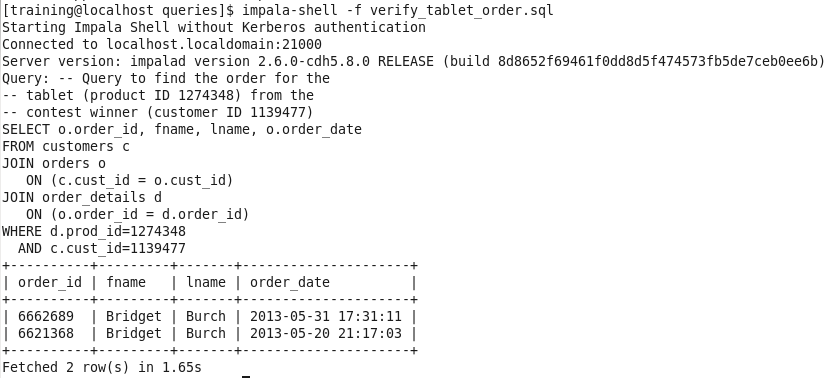 [training@localhost queries]$ impala-shell -f verify_tablet_order.sql
Starting Impala Shell without Kerberos authentication
Connected to localhost.localdomain:21000
Server version: impalad version 2.6.0-cdh5.8.0 RELEASE (build 8d8652f69461f0dd8d5f474573fb5de7ceb0ee6b)
Query: -- Query to find the order for the
-- tablet (product ID 1274348) from the
-- contest winner (customer ID 1139477)
SELECT o.order_id, fname, lname, o.order_date
FROM customers c
JOIN orders o
   ON (c.cust_id = o.cust_id)
JOIN order_details d
   ON (o.order_id = d.order_id)
WHERE d.prod_id=1274348
  AND c.cust_id=1139477
+----------+---------+-------+---------------------+
| order_id | fname   | lname | order_date          |
+----------+---------+-------+---------------------+
| 6662689  | Bridget | Burch | 2013-05-31 17:31:11 |
| 6621368  | Bridget | Burch | 2013-05-20 21:17:03 |
+----------+---------+-------+---------------------+
Fetched 2 row(s) in 1.65s